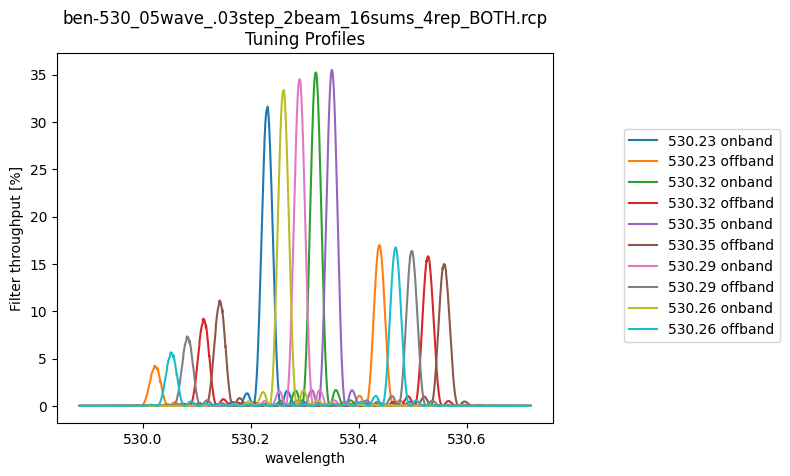 ben-530_05wave_.03step_2beam_16sums_4rep_BOTH.rcp
Tuning Profiles
Filter throughput [%]
35
30
25
20
15
10
5
0
530.0
530.2
530.4
530.6
wavelength
530.23 onband
530.23 offband
530.32 onband
530.32 offband
530.35 onband
530.35 offband
530.29 onband
530.29 offband
530.26 onband
530.26 offband